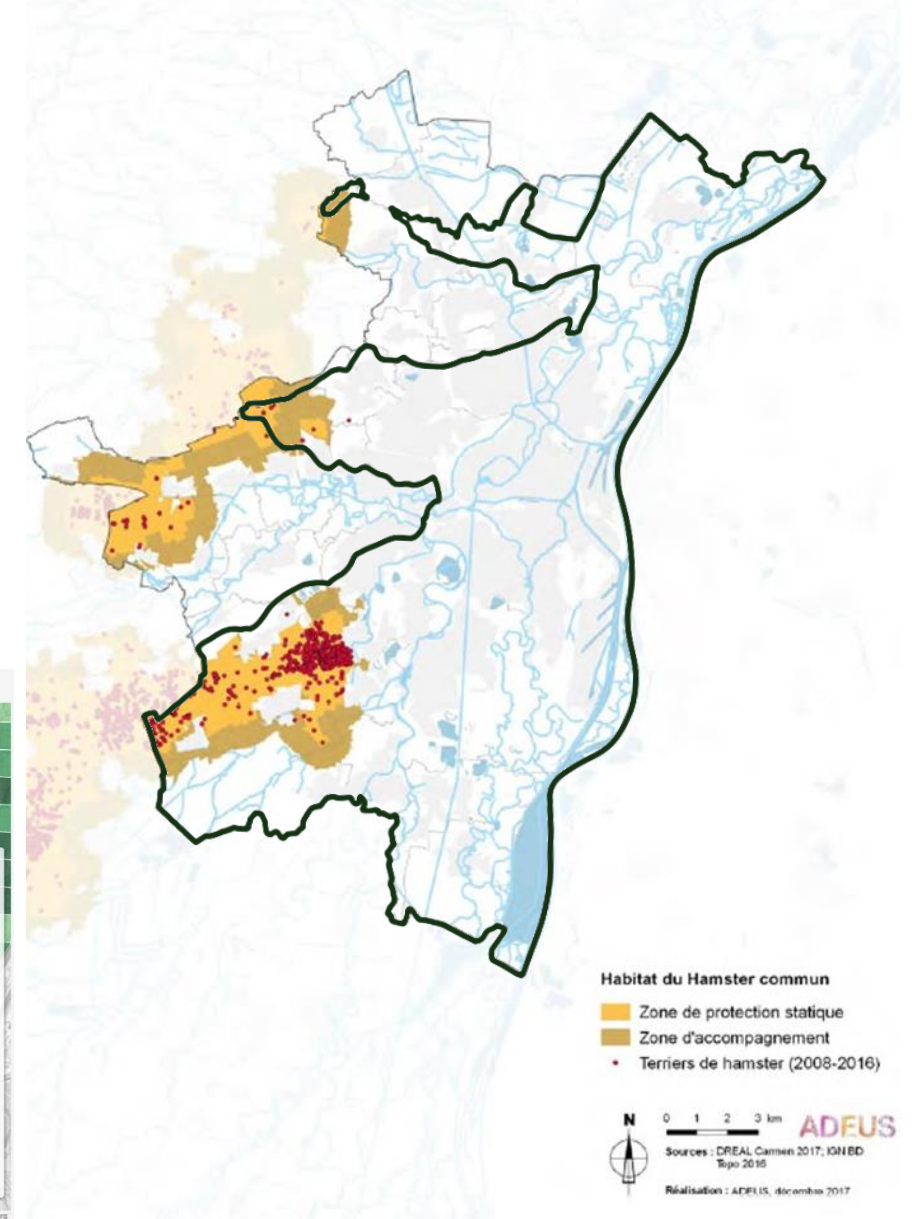 Habitat du Hamster commun
Zone de protection statique
Zone d'accompagnement
Terriers de hamster (2008-2016)
N
0 1 2 3 km
ADEUS
Sources : DREAL Carmen 2017; IGN BD
Topo 2016
Réalisation : ADEUS, décembre 2017